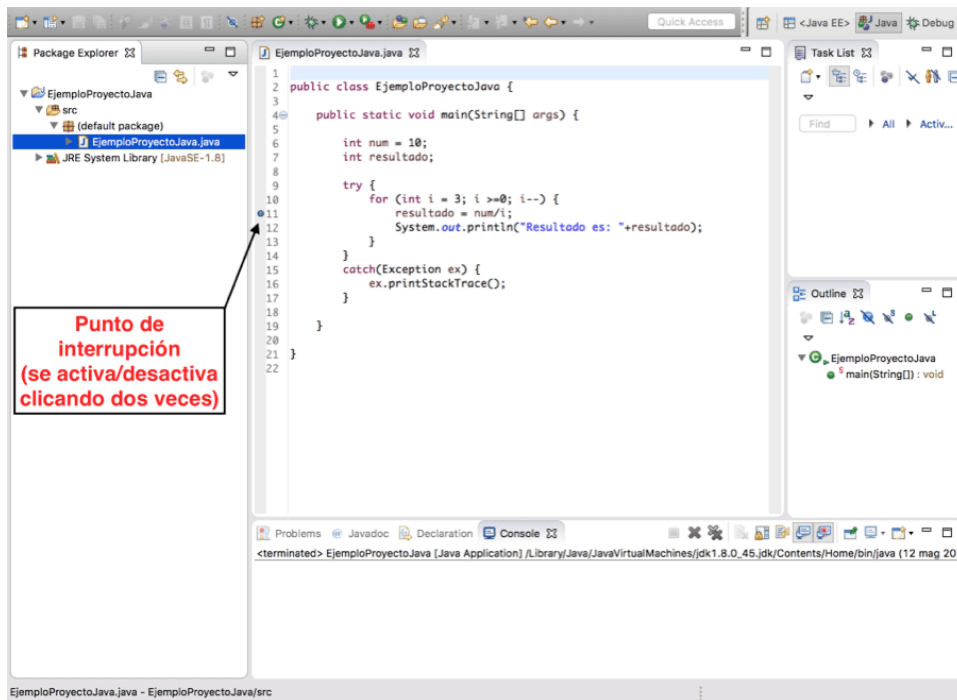 Quick Access
<Java EE>
Java
Debug
Package Explorer
EjemploProyectoJava
src
(default package)
EjemploProyectoJava.java
JRE System Library [JavaSE-1.8]
Punto de
interrupción
(se activa/desactiva
clicando dos veces)
EjemploProyectoJava.java
1
2 public class EjemploProyectoJava {
3
4 public static void main(String[] args) {
5
6 int num = 10;
7 int resultado;
8
9 try {
10 for (int i = 3; i >=0; i--) {
11 resultado = num/i;
12 System.out.println("Resultado es: "+resultado);
13 }
14 }
15 catch(Exception ex) {
16 ex.printStackTrace();
17 }
18
19 }
20
21 }
22
Task List
Find
All
Activ...
Outline
EjemploProyectoJava
S main(String[]) : void
Problems @ Javadoc Declaration Console
<terminated> EjemploProyectoJava [Java Application] /Library/Java/JavaVirtualMachines/jdk1.8.0_45.jdk/Contents/Home/bin/java (12 mag 20
EjemploProyectoJava.java - EjemploProyectoJava/src